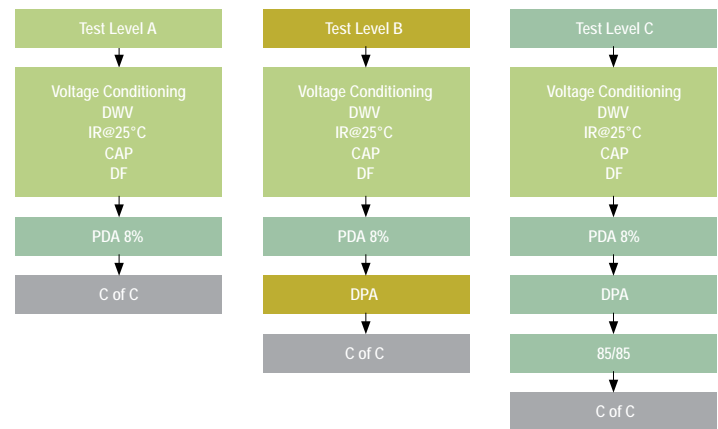 Test Level A
Voltage Conditioning
DWV
IR@25°C
CAP
DF
PDA 8%
C of C
Test Level B
Voltage Conditioning
DWV
IR@25°C
CAP
DF
PDA 8%
DPA
C of C
Test Level C
Voltage Conditioning
DWV
IR@25°C
CAP
DF
PDA 8%
DPA
85/85
C of C